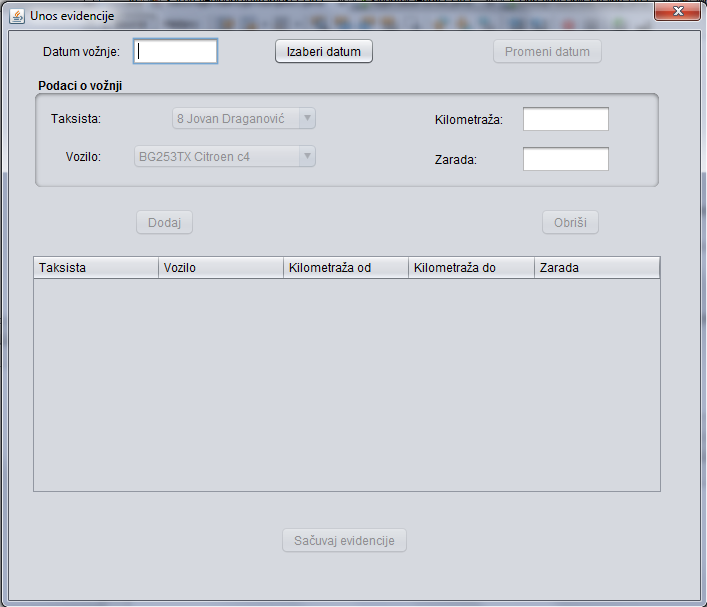 Unos evidencije
Datum vožnje: Izaberi datum Promeni datum
Podaci o vožnji
Taksista: 8 Jovan Draganović Kilometraža:
Vozilo: BG253TX Citroen c4 Zarada:
Dodaj Obriši
Taksista Vozilo Kilometraža od Kilometraža do Zarada
Sačuvaj evidencije